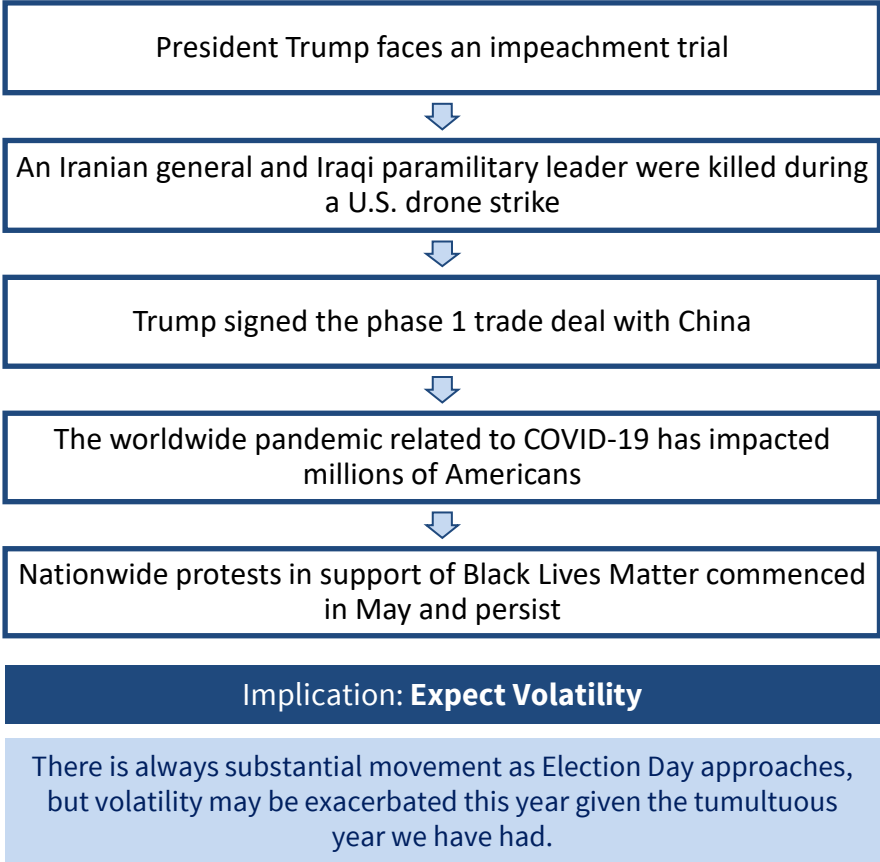 President Trump faces an impeachment trial
An Iranian general and Iraqi paramilitary leader were killed during
a U.S. drone strike
Trump signed the phase 1 trade deal with China
The worldwide pandemic related to COVID-19 has impacted
millions of Americans
Nationwide protests in support of Black Lives Matter commenced
in May and persist
Implication: Expect Volatility
There is always substantial movement as Election Day approaches,
but volatility may be exacerbated this year given the tumultuous
year we have had.